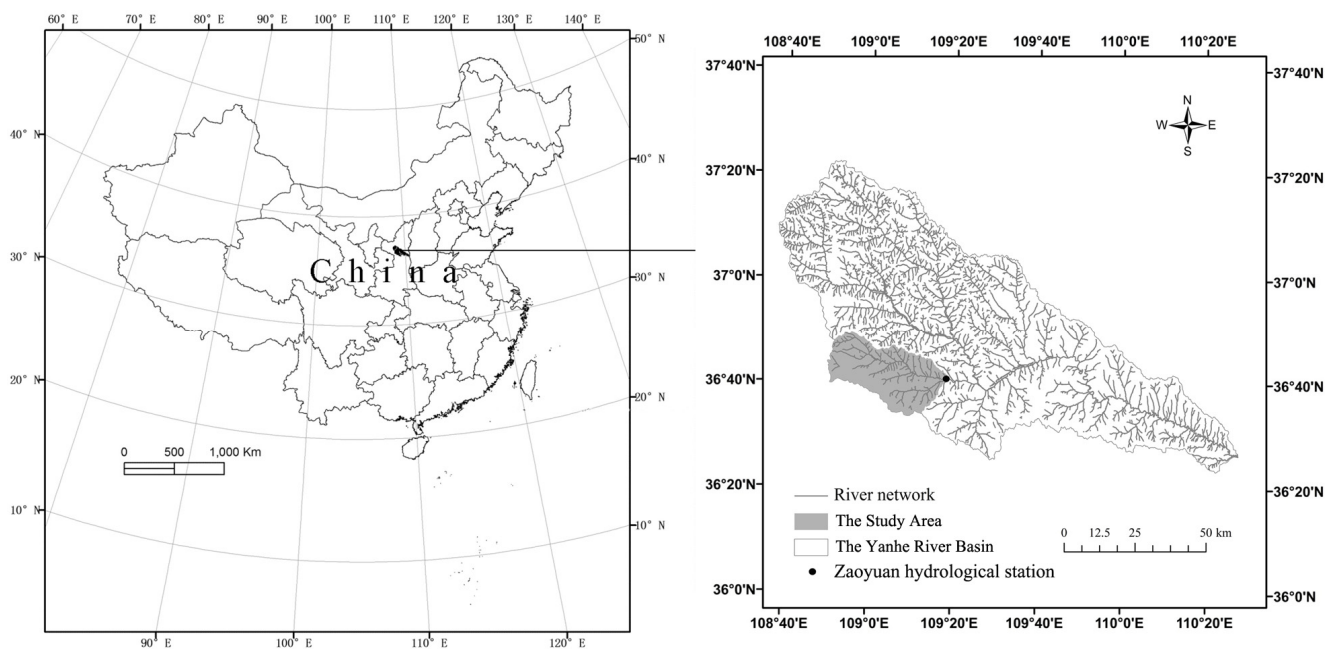 60° E 70° E 80° E 90° E 100° E 110° E 120° E 130° E 140° E
50° N
40° N
40° N
30° N
30° N
20° N
20° N
10° N
10° N
China
0 500 1,000 Km
90° E 100° E 110° E 120° E
108°40'E 109°0'E 109°20'E 109°40'E 110°0'E 110°20'E
37°40'N
37°40'N
N
W E
S
37°20'N
37°20'N
37°0'N
37°0'N
36°40'N
36°40'N
36°20'N
36°20'N
River network
The Study Area
The Yanhe River Basin
Zaoyuan hydrological station
0 12.5 25 50 km
36°0'N
36°0'N
108°40'E 109°0'E 109°20'E 109°40'E 110°0'E 110°20'E